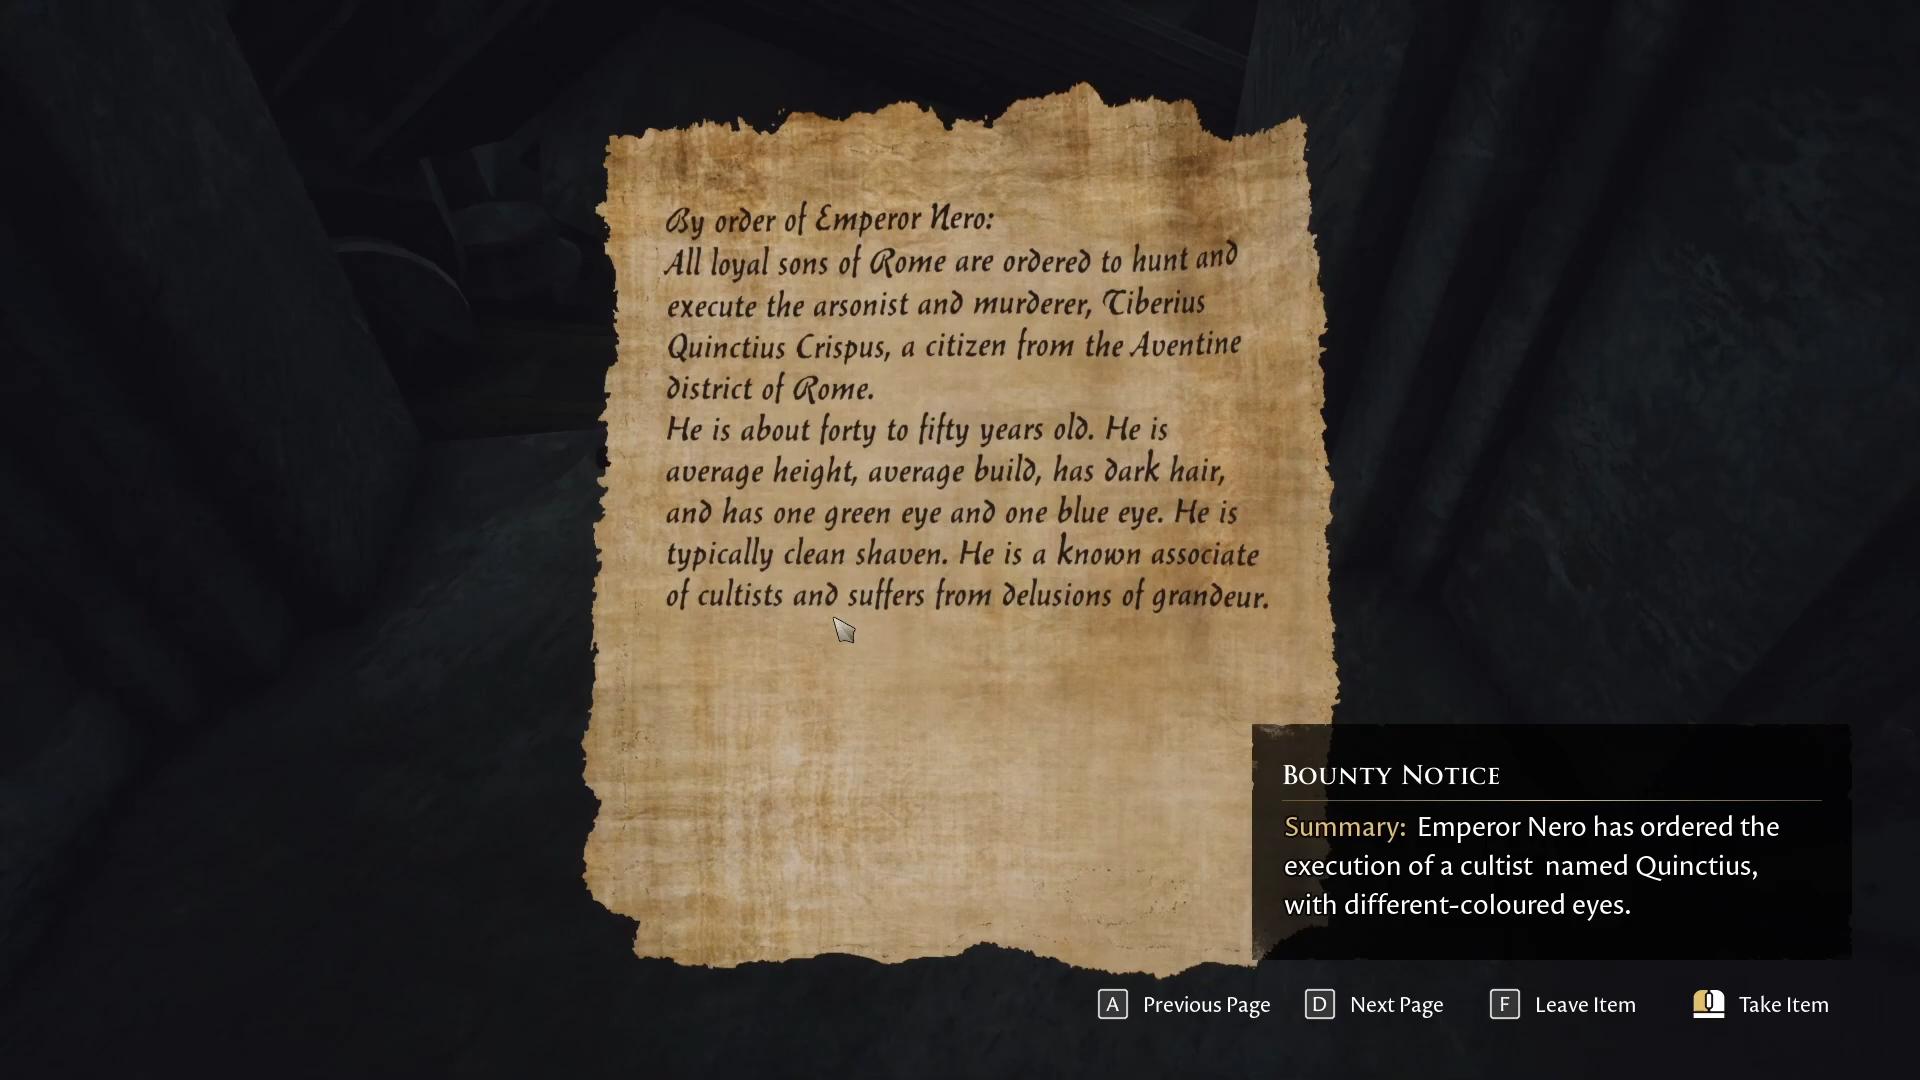 By order of Emperor Nero:
All loyal sons of Rome are ordered to hunt and
execute the arsonist and murderer, Tiberius
Quinctius Crispus, a citizen from the Aventine
district of Rome.
He is about forty to fifty years old. He is
average height, average build, has dark hair,
and has one green eye and one blue eye. He is
typically clean shaven. He is a known associate
of cultists and suffers from delusions of grandeur.
Bounty Notice
Summary: Emperor Nero has ordered the
execution of a cultist named Quinctius,
with different-coloured eyes.
A Previous Page D Next Page F Leave Item Take Item